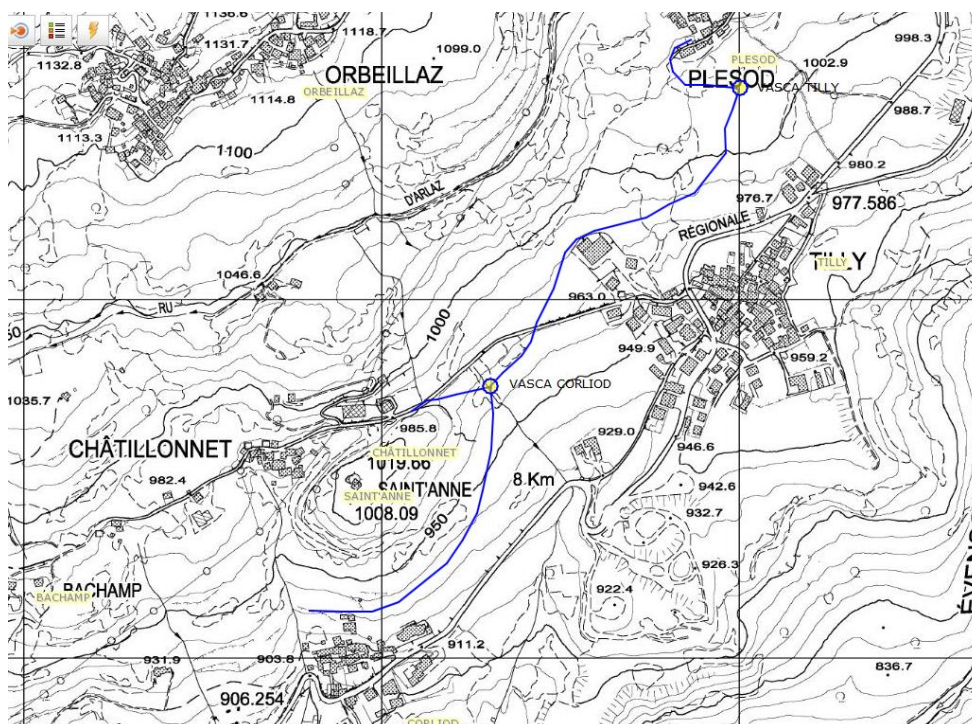 1136.6
1131.7
1118.7
1132.8
1099.0
998.3
ORBEILLAZ
ORBEILLAZ
PLESOD
PLESOD
1002.9
VASCA TILLY
1114.8
988.7
1113.3
1100
980.2
D'ARLAZ
976.7
977.586
RÉGIONALE
TILLY
TILLY
1046.6
963.0
RU
1000
50
949.9
959.2
VASCA CORLIOD
1035.7
985.8
929.0
946.6
CHÂTILLONNET
CHÂTILLONNET
1019.66
982.4
SAINT'ANNE
SAINT'ANNE
8 Km
942.6
1008.09
950
932.7
926.3
BACHAMP
BACHAMP
922.4
931.9
903.8
911.2
836.7
906.254
CORLIOD